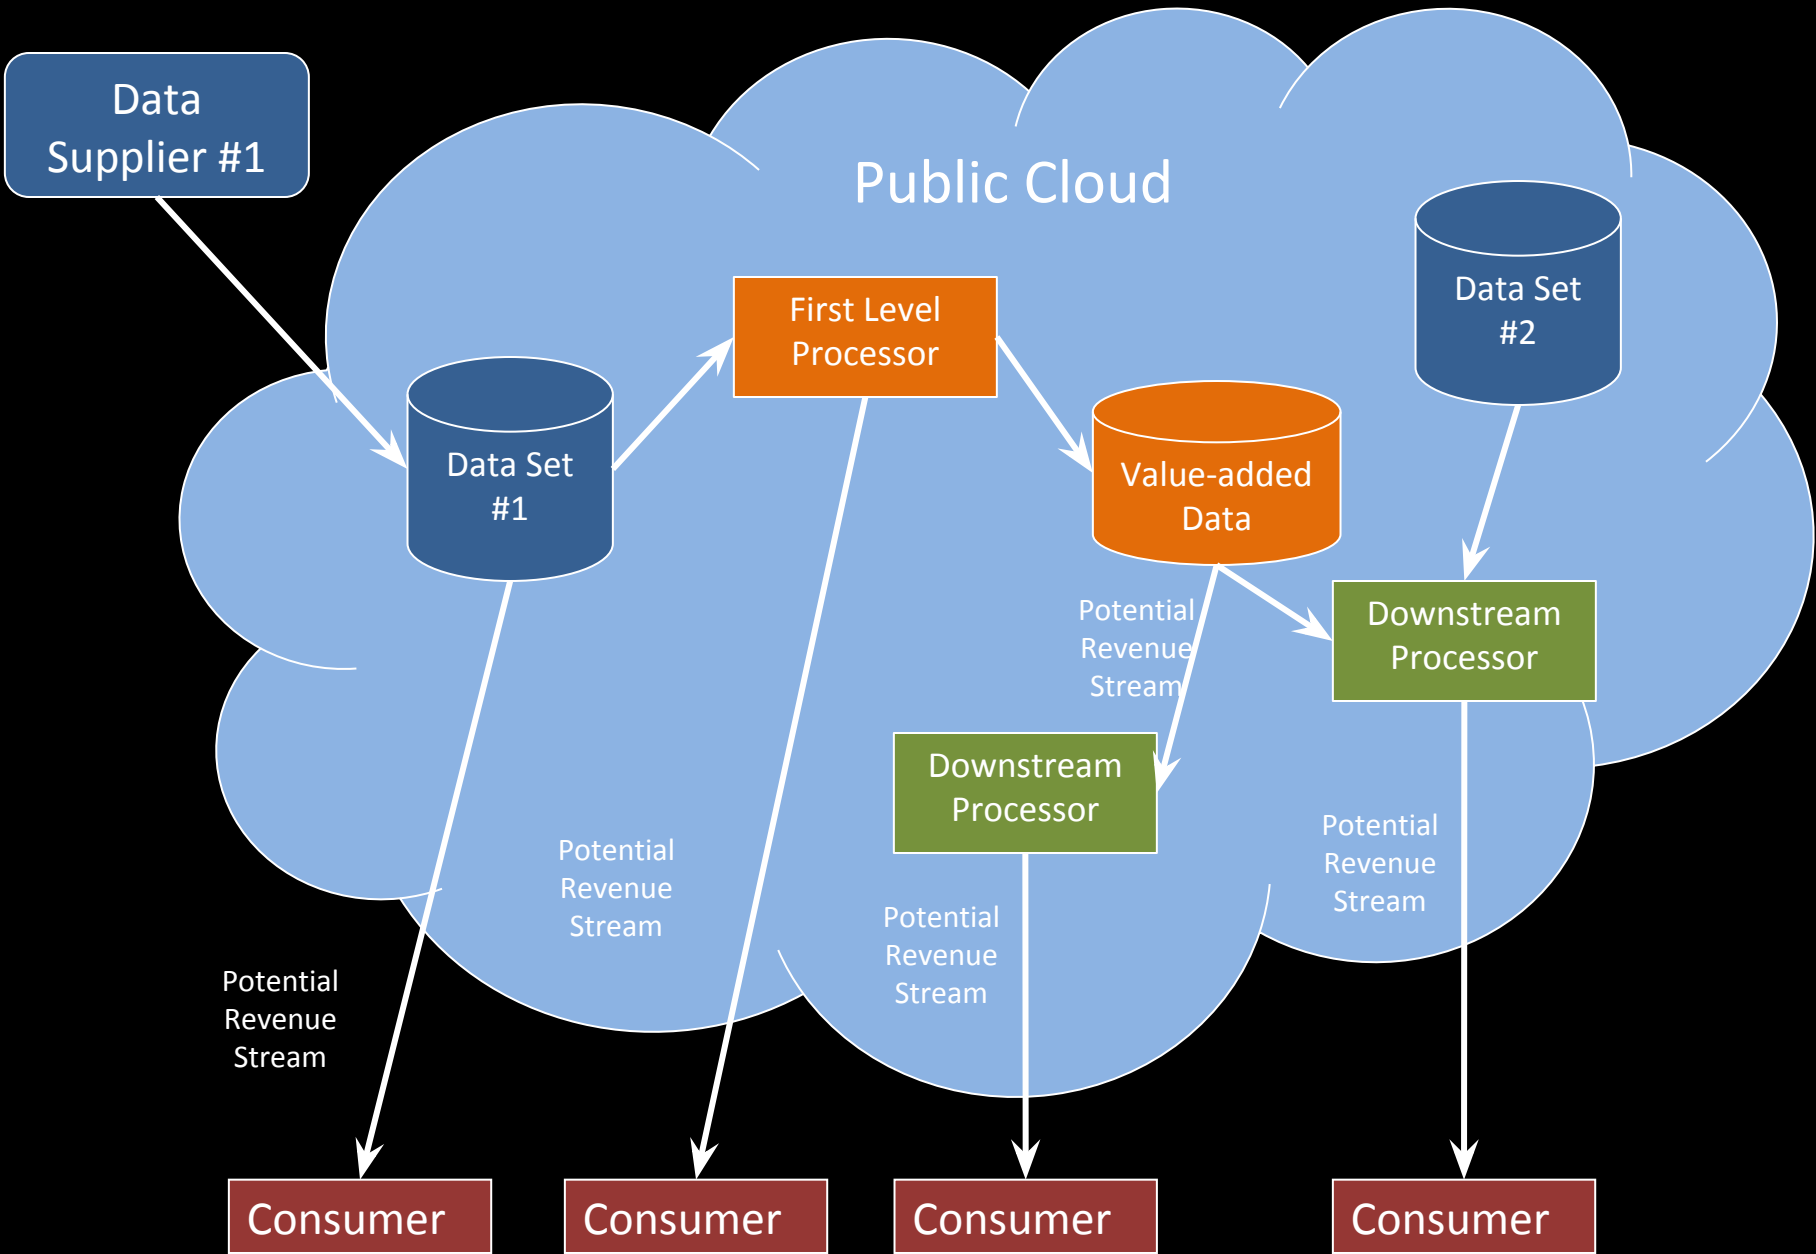 Data
Supplier #1
Public Cloud
First Level
Processor
Data Set
#2
Data Set
#1
Value-added
Data
Potential
Revenue
Stream
Downstream
Processor
Downstream
Processor
Potential
Revenue
Stream
Potential
Revenue
Stream
Potential
Revenue
Stream
Potential
Revenue
Stream
Consumer
Consumer
Consumer
Consumer